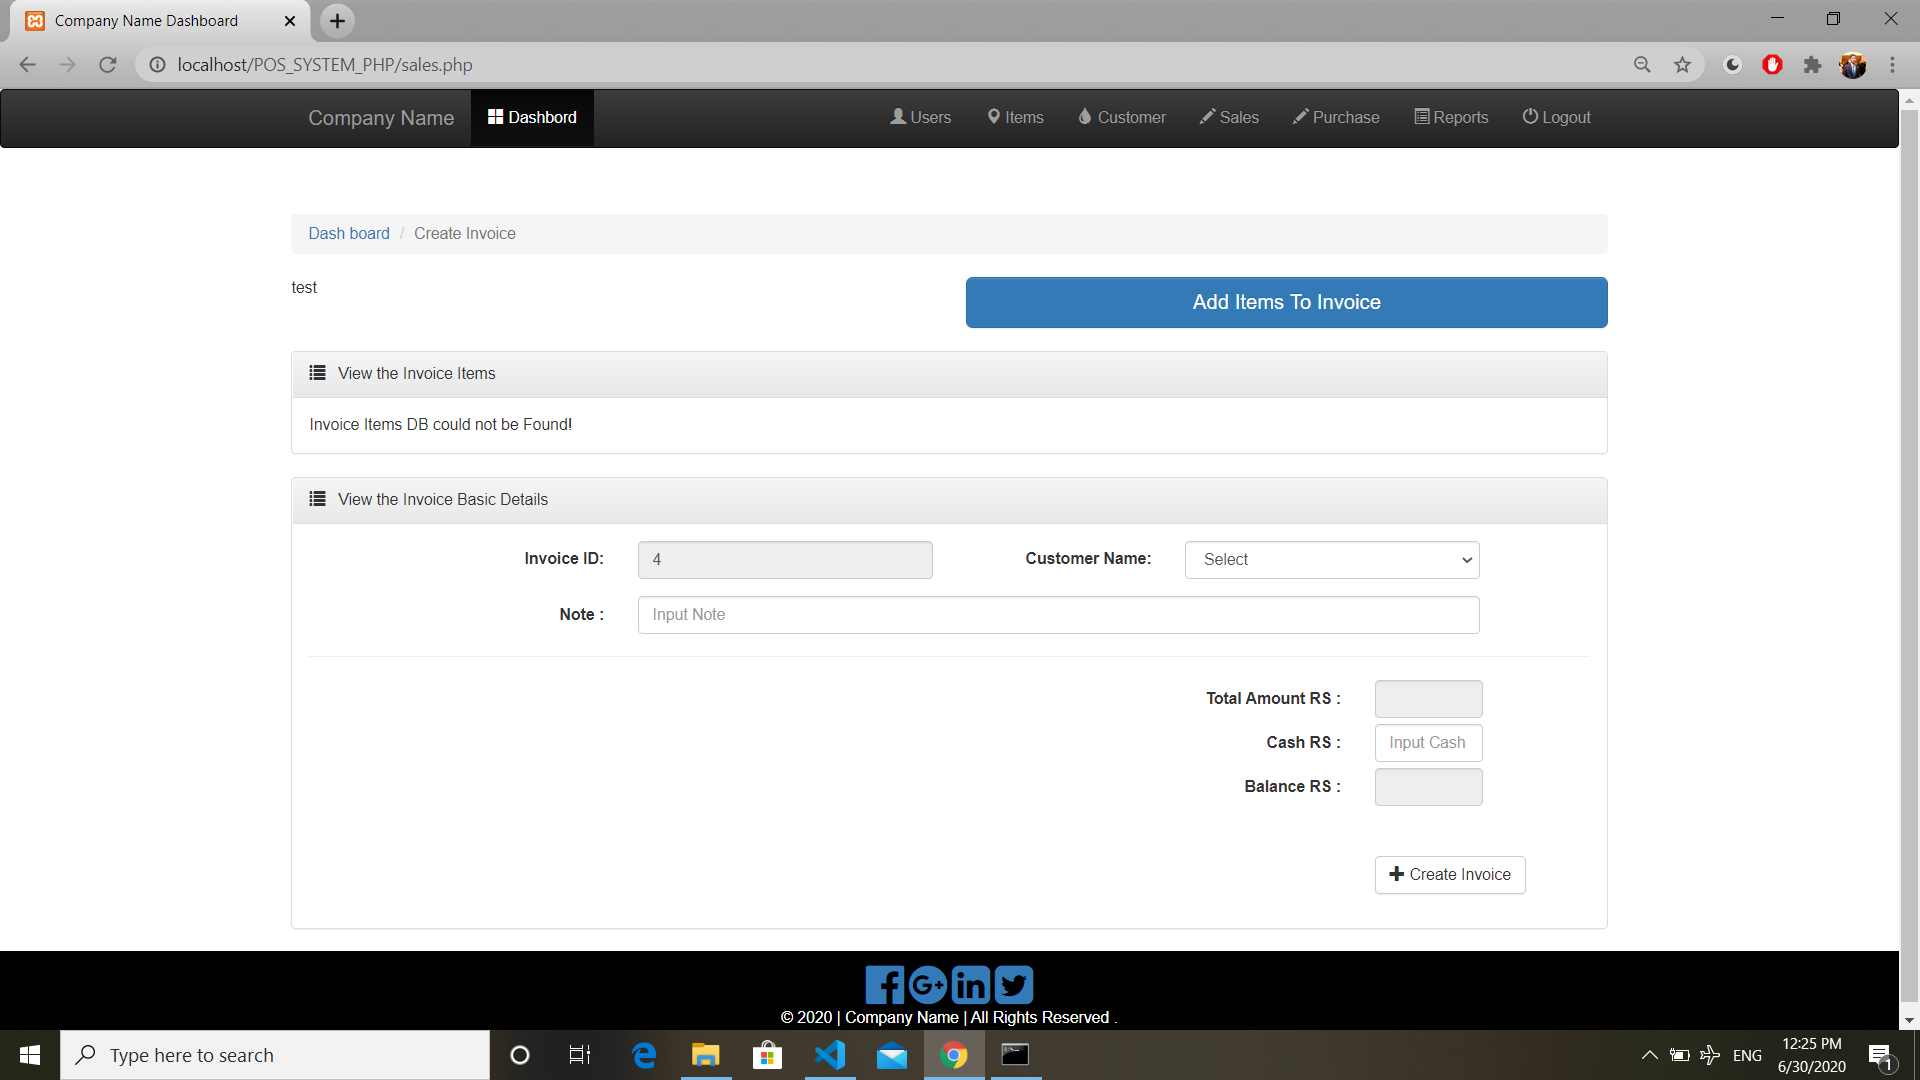 Company Name Dashboard
localhost/POS_SYSTEM_PHP/sales.php
Company Name Dashbord Users Items Customer Sales Purchase Reports Logout
Dash board / Create Invoice
test
Add Items To Invoice
View the Invoice Items
Invoice Items DB could not be Found!
View the Invoice Basic Details
Invoice ID: 4 Customer Name: Select
Note : Input Note
Total Amount RS :
Cash RS : Input Cash
Balance RS :
Create Invoice
© 2020 | Company Name | All Rights Reserved .
Type here to search
ENG
12:25 PM
6/30/2020
1